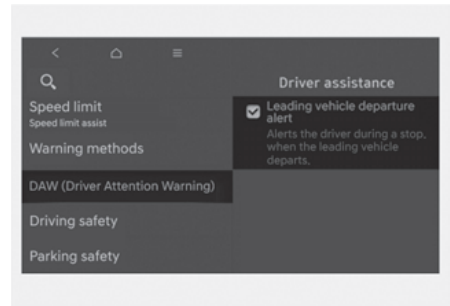 Speed limit
Speed limit assist
Warning methods
DAW (Driver Attention Warning)
Driving safety
Parking safety
Driver assistance
Leading vehicle departure
alert
Alerts the driver during a stop,
when the leading vehicle
departs.